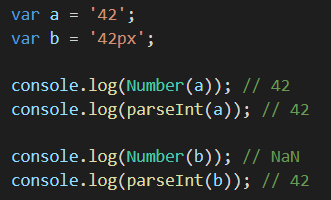 var a = '42';
var b = '42px';
console.log(Number(a)); // 42
console.log(parseInt(a)); // 42
console.log(Number(b)); // NaN
console.log(parseInt(b)); // 42